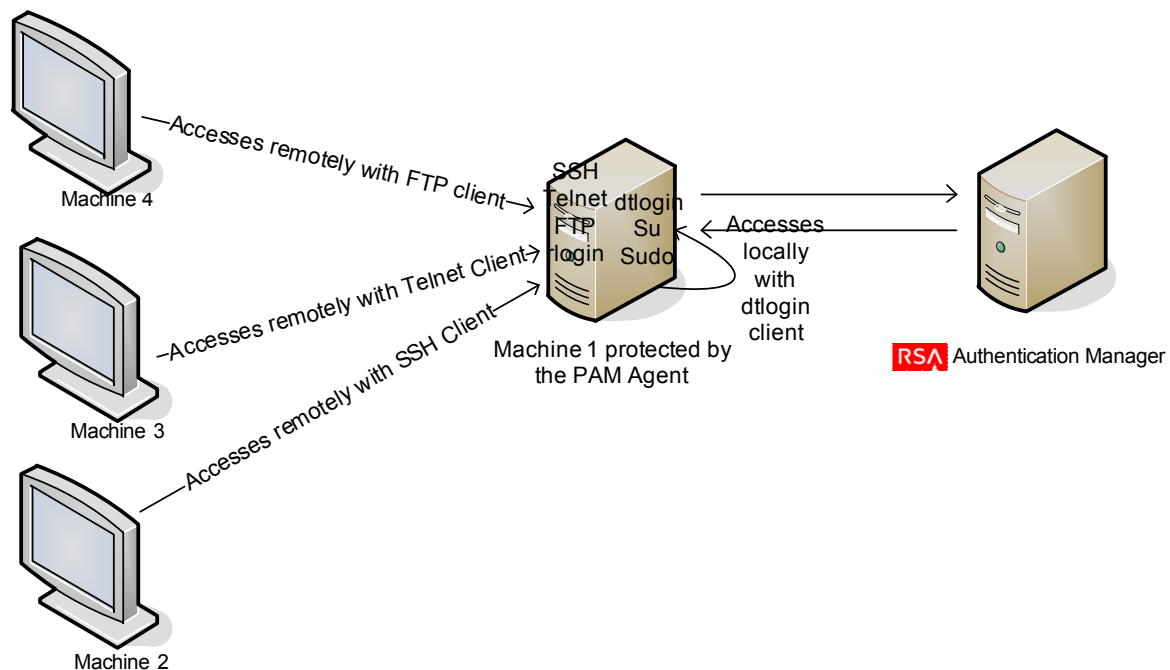 Accesses remotely with FTP client
Machine 4
SSH
Telnet
FTP
rlogin
dtlogin
Su
Sudo
Accesses
locally
with
dtlogin
client
Accesses remotely with Telnet Client
Machine 3
Accesses remotely with SSH Client
Machine 2
Machine 1 protected by
the PAM Agent
RSA Authentication Manager